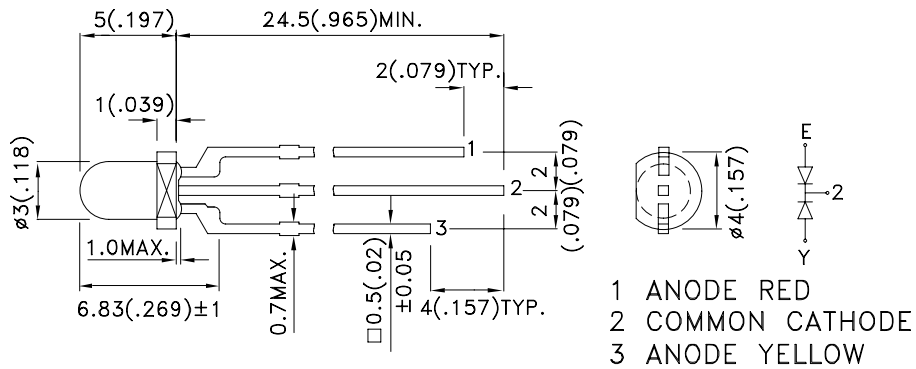 5(.197)
24.5(.965)MIN.
2(.079)TYP.
1(.039)
ø3(.118)
1
2
3
2
(.079)
2
(.079)
ø4(.157)
E
2
Y
1.0MAX.
6.83(.269)±1
0.7MAX.
□0.5(.02)
±0.05
4(.157)TYP.
1 ANODE RED
2 COMMON CATHODE
3 ANODE YELLOW